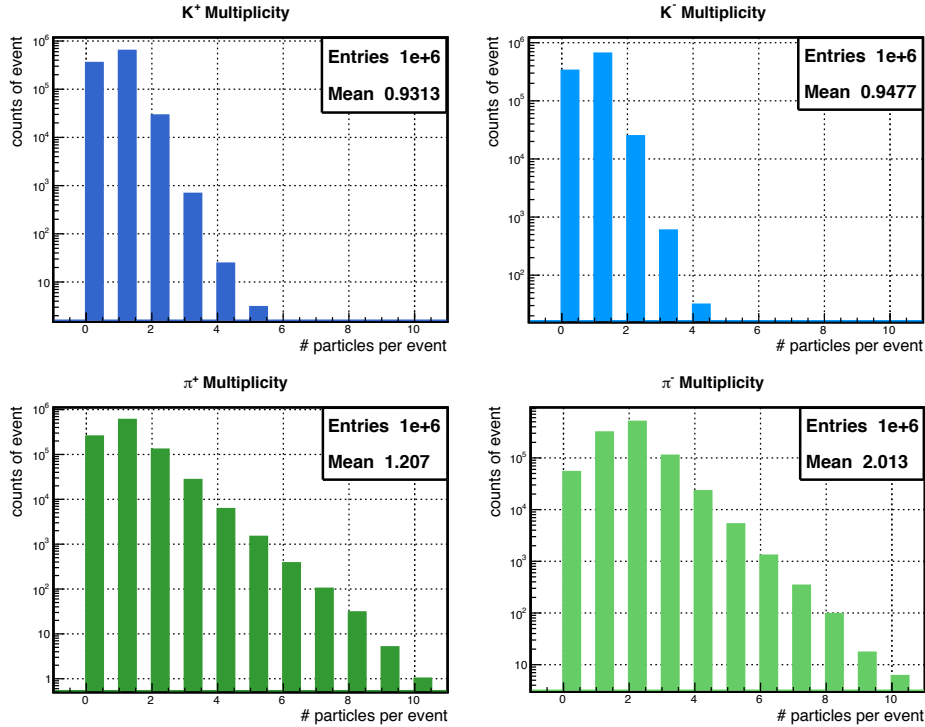 K+ Multiplicity
counts of event
10^6
10^5
10^4
10^3
10^2
10
Entries 1e+6
Mean 0.9313
0 2 4 6 8 10
# particles per event
K- Multiplicity
counts of event
10^6
10^5
10^4
10^3
10^2
Entries 1e+6
Mean 0.9477
0 2 4 6 8 10
# particles per event
π+ Multiplicity
counts of event
10^6
10^5
10^4
10^3
10^2
10
1
Entries 1e+6
Mean 1.207
0 2 4 6 8 10
# particles per event
π- Multiplicity
counts of event
10^5
10^4
10^3
10^2
10
Entries 1e+6
Mean 2.013
0 2 4 6 8 10
# particles per event